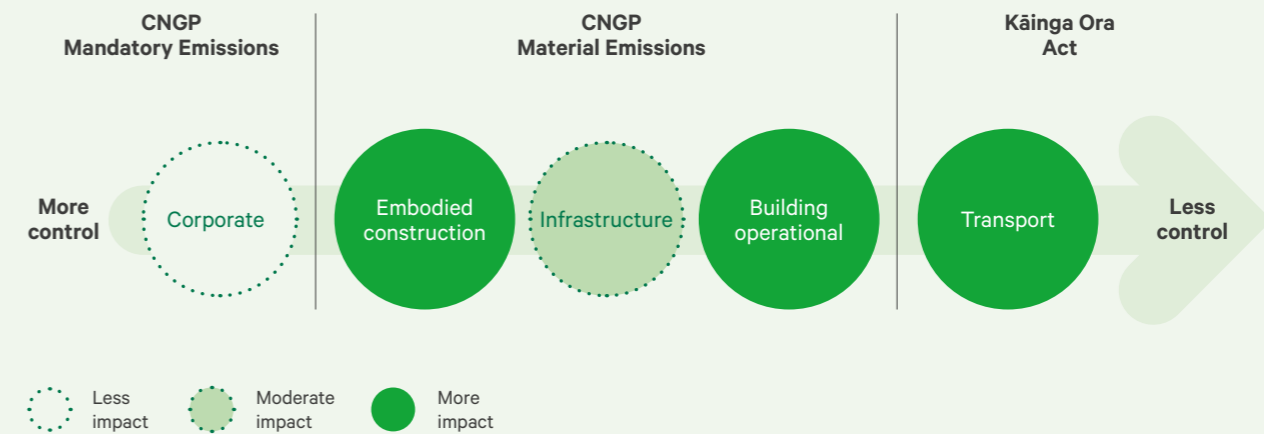 CNGP
Mandatory Emissions
CNGP
Material Emissions
Kāinga Ora
Act
More
control
Corporate
Embodied
construction
Infrastructure
Building
operational
Transport
Less
control
Less
impact
Moderate
impact
More
impact